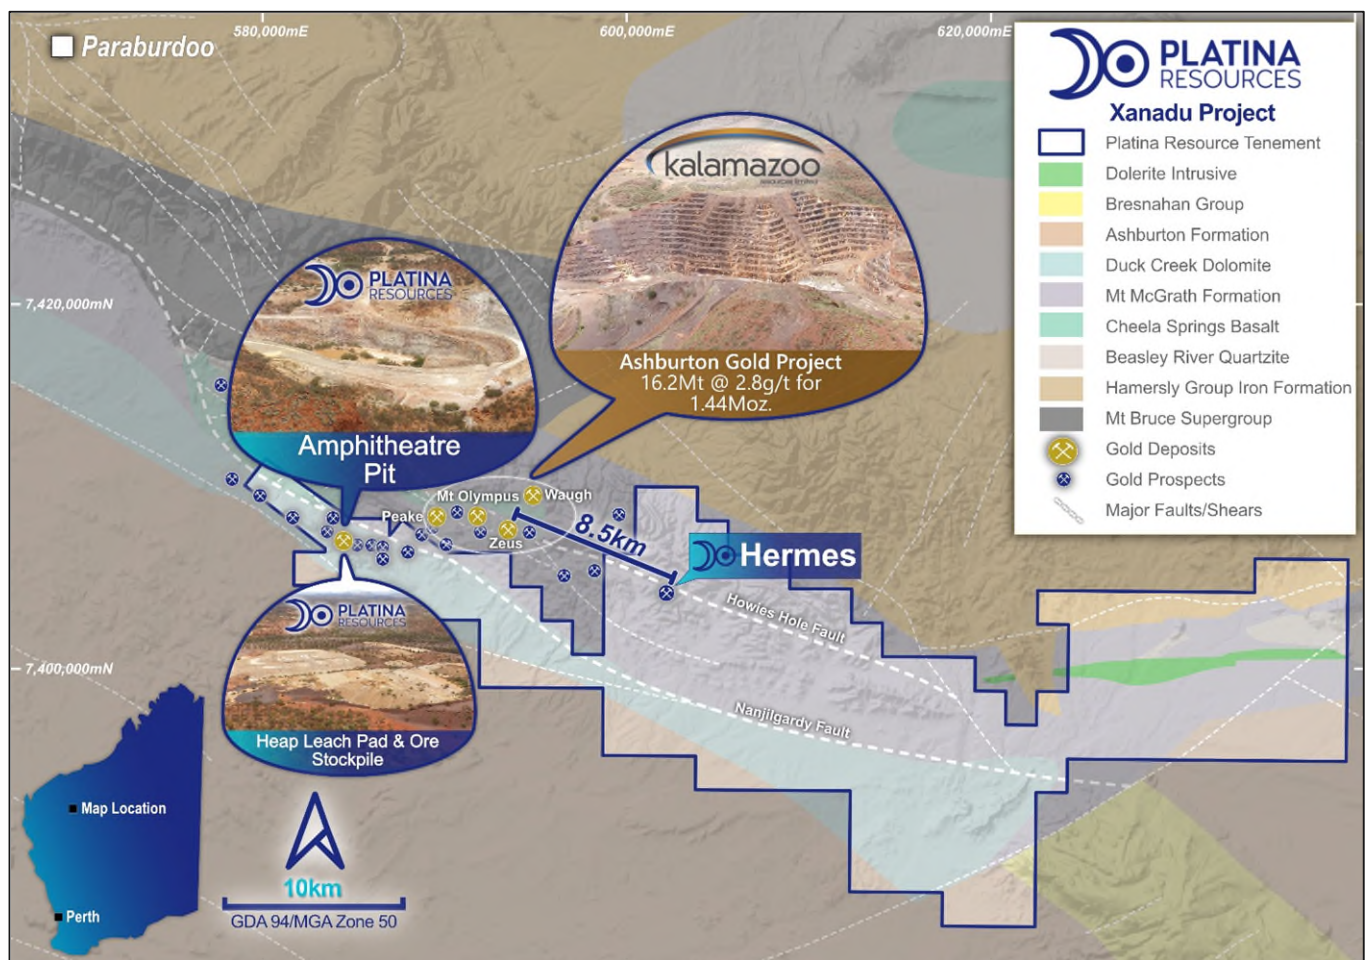 580,000mE
600,000mE
620,000mE
Paraburdoo
PLATINA
RESOURCES
Xanadu Project
Platina Resource Tenement
Dolerite Intrusive
Bresnahan Group
Ashburton Formation
Duck Creek Dolomite
Mt McGrath Formation
Cheela Springs Basalt
Beasley River Quartzite
Hamersly Group Iron Formation
Mt Bruce Supergroup
Gold Deposits
Gold Prospects
Major Faults/Shears
kalamazoo
resources limited
Ashburton Gold Project
16.2Mt @ 2.8g/t for
1.44Moz.
7,420,000mN
PLATINA
RESOURCES
Amphitheatre
Pit
Mt Olympus
Waugh
Peake
Zeus
8.5km
Hermes
Howies Hole Fault
PLATINA
RESOURCES
7,400,000mN
Nanjilgardy Fault
Heap Leach Pad & Ore
Stockpile
Map Location
Perth
10km
GDA 94/MGA Zone 50